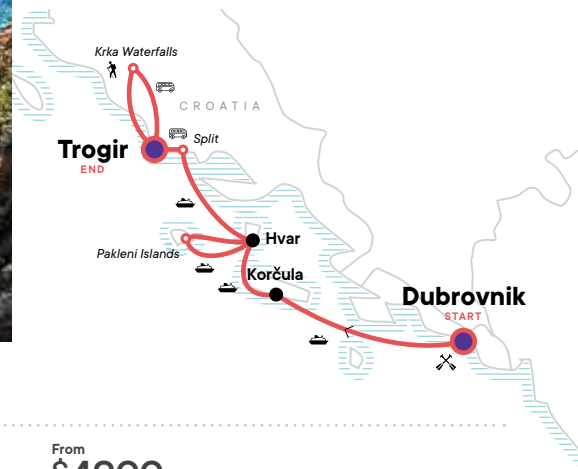 Krka Waterfalls
CROATIA
Split
Trogir
END
Hvar
Pakleni Islands
Korčula
Dubrovnik
START
From